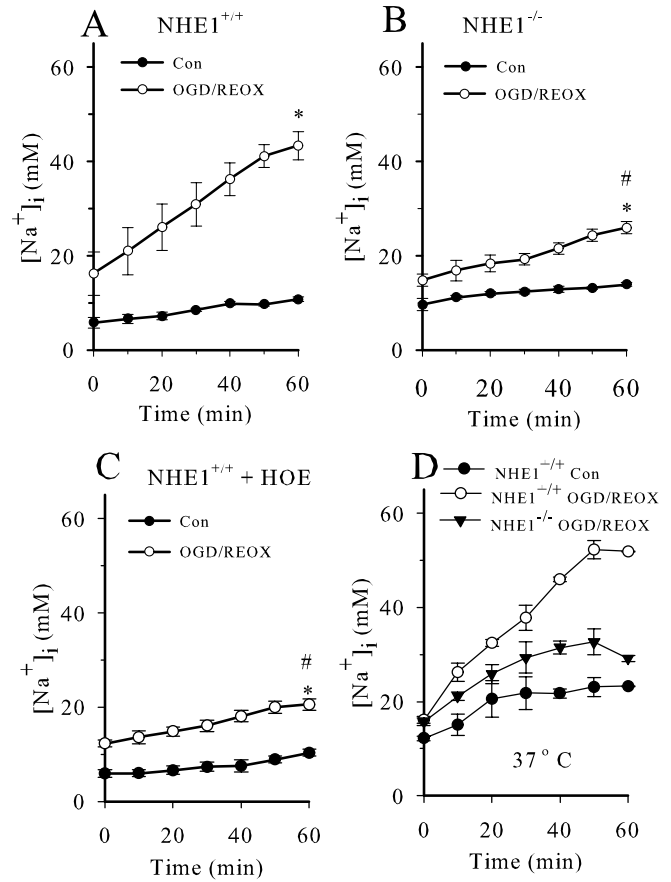 A
NHE1+/+
Con
OGD/REOX
*
60
40
20
0
[Na+]i (mM)
0 20 40 60
Time (min)
B
NHE1-/-
Con
OGD/REOX
#
*
60
40
20
0
0 20 40 60
Time (min)
C
NHE1+/+ + HOE
Con
OGD/REOX
#
*
60
40
20
0
[Na+]i (mM)
0 20 40 60
Time (min)
D
NHE1+/+ Con
NHE1+/+ OGD/REOX
NHE1-/- OGD/REOX
60
40
20
0
[Na+]i (mM)
37° C
0 20 40 60
Time (min)